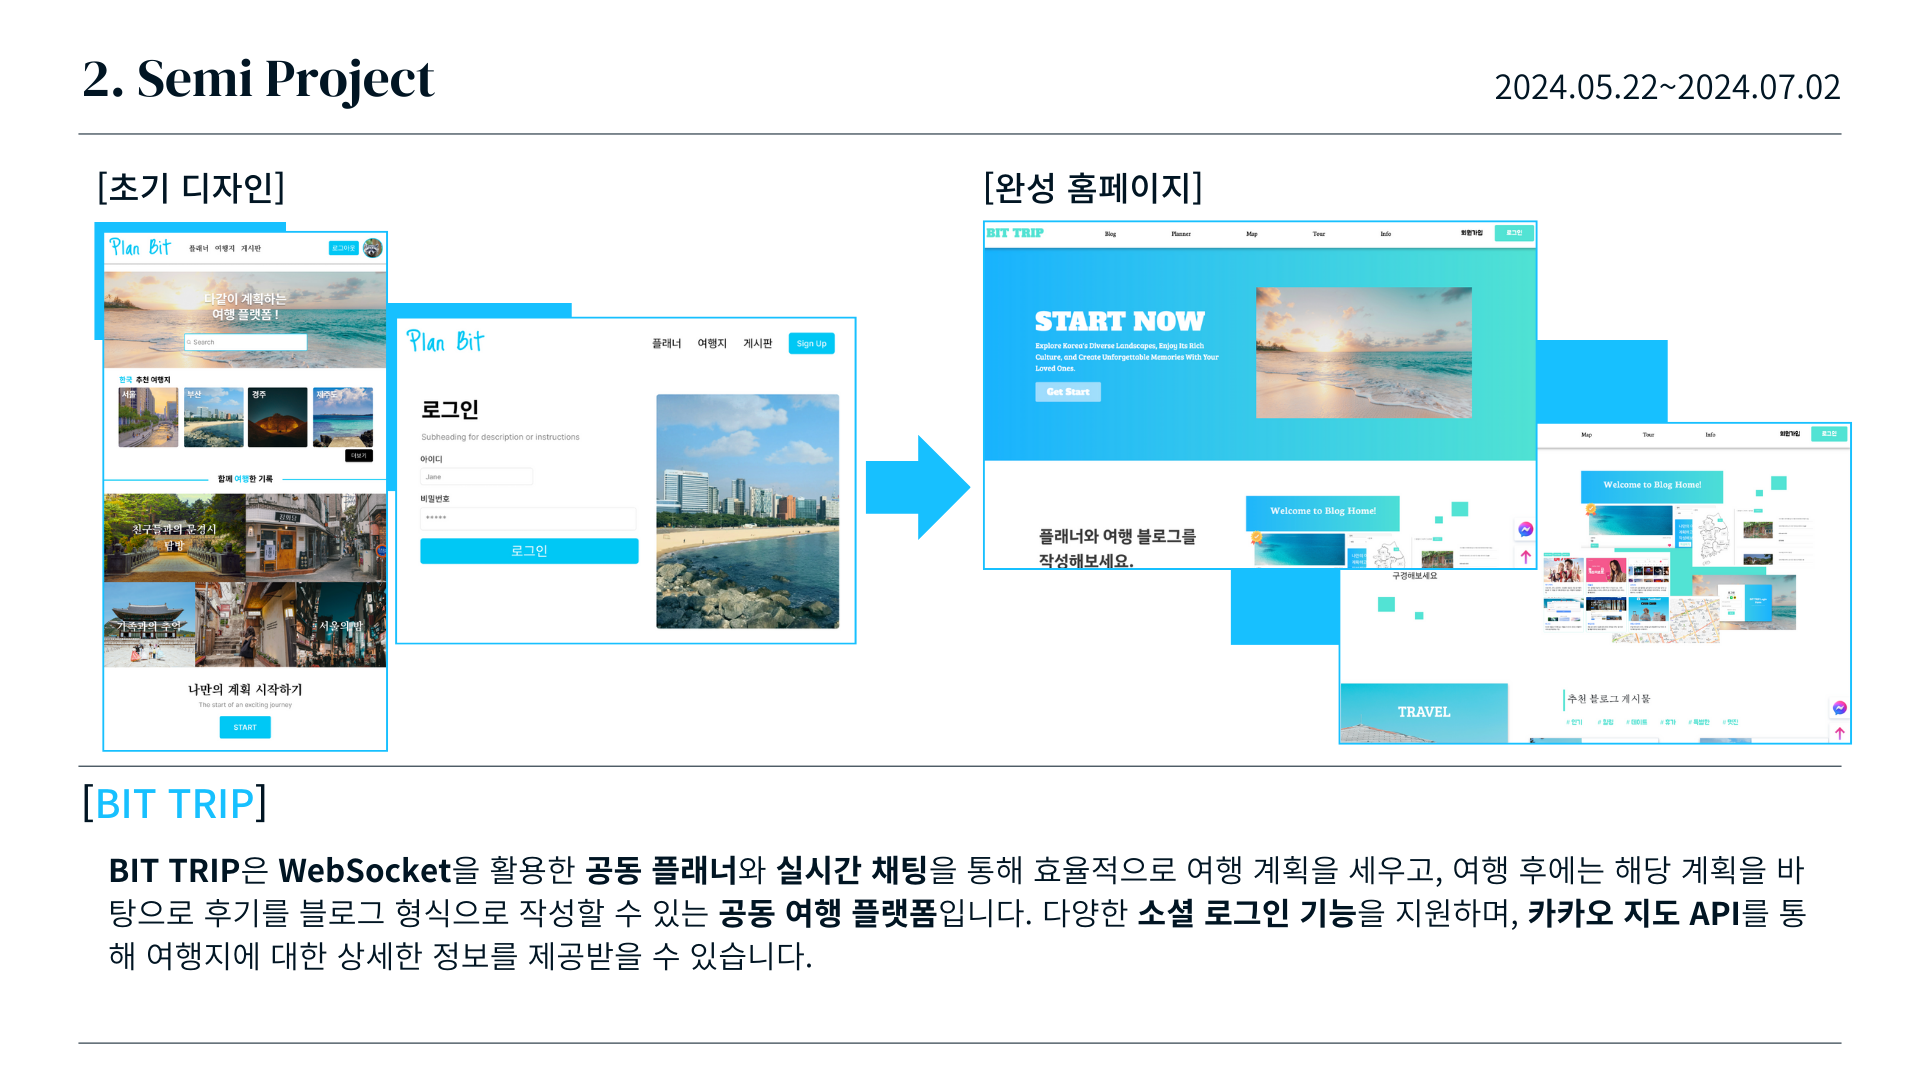 2. Semi Project
2024.05.22~2024.07.02
[초기 디자인]
[완성 홈페이지]
Plan Bit
플래너 여행지 게시판
로그아웃
다같이 계획하는
여행 플랫폼 !
Search
한국 추천 여행지
서울
부산
경주
제주도
더보기
함께 여행한 기록
친구들과의 문경시
탐방
가족과의 추억
서울의 밤
나만의 계획 시작하기
The start of an exciting journey
START
Plan Bit
플래너 여행지 게시판
Sign Up
로그인
Subheading for description or instructions
아이디
Jane
비밀번호
*****
로그인
BIT TRIP
Blog Planner Map Tour Info
회원가입
로그인
START NOW
Explore Korea's Diverse Landscapes, Enjoy Its Rich
Culture, and Create Unforgettable Memories With Your
Loved Ones.
Get Start
플래너와 여행 블로그를
작성해보세요.
Welcome to Blog Home!
Map Tour Info
회원가입
로그인
Welcome to Blog Home!
구경해보세요
TRAVEL
추천 블로그 게시물
# 인기 # 힐링 # 데이트 # 휴가 # 특별한 # 멋진
[BIT TRIP]
BIT TRIP은 WebSocket을 활용한 공동 플래너와 실시간 채팅을 통해 효율적으로 여행 계획을 세우고, 여행 후에는 해당 계획을 바
탕으로 후기를 블로그 형식으로 작성할 수 있는 공동 여행 플랫폼입니다. 다양한 소셜 로그인 기능을 지원하며, 카카오 지도 API를 통
해 여행지에 대한 상세한 정보를 제공받을 수 있습니다.